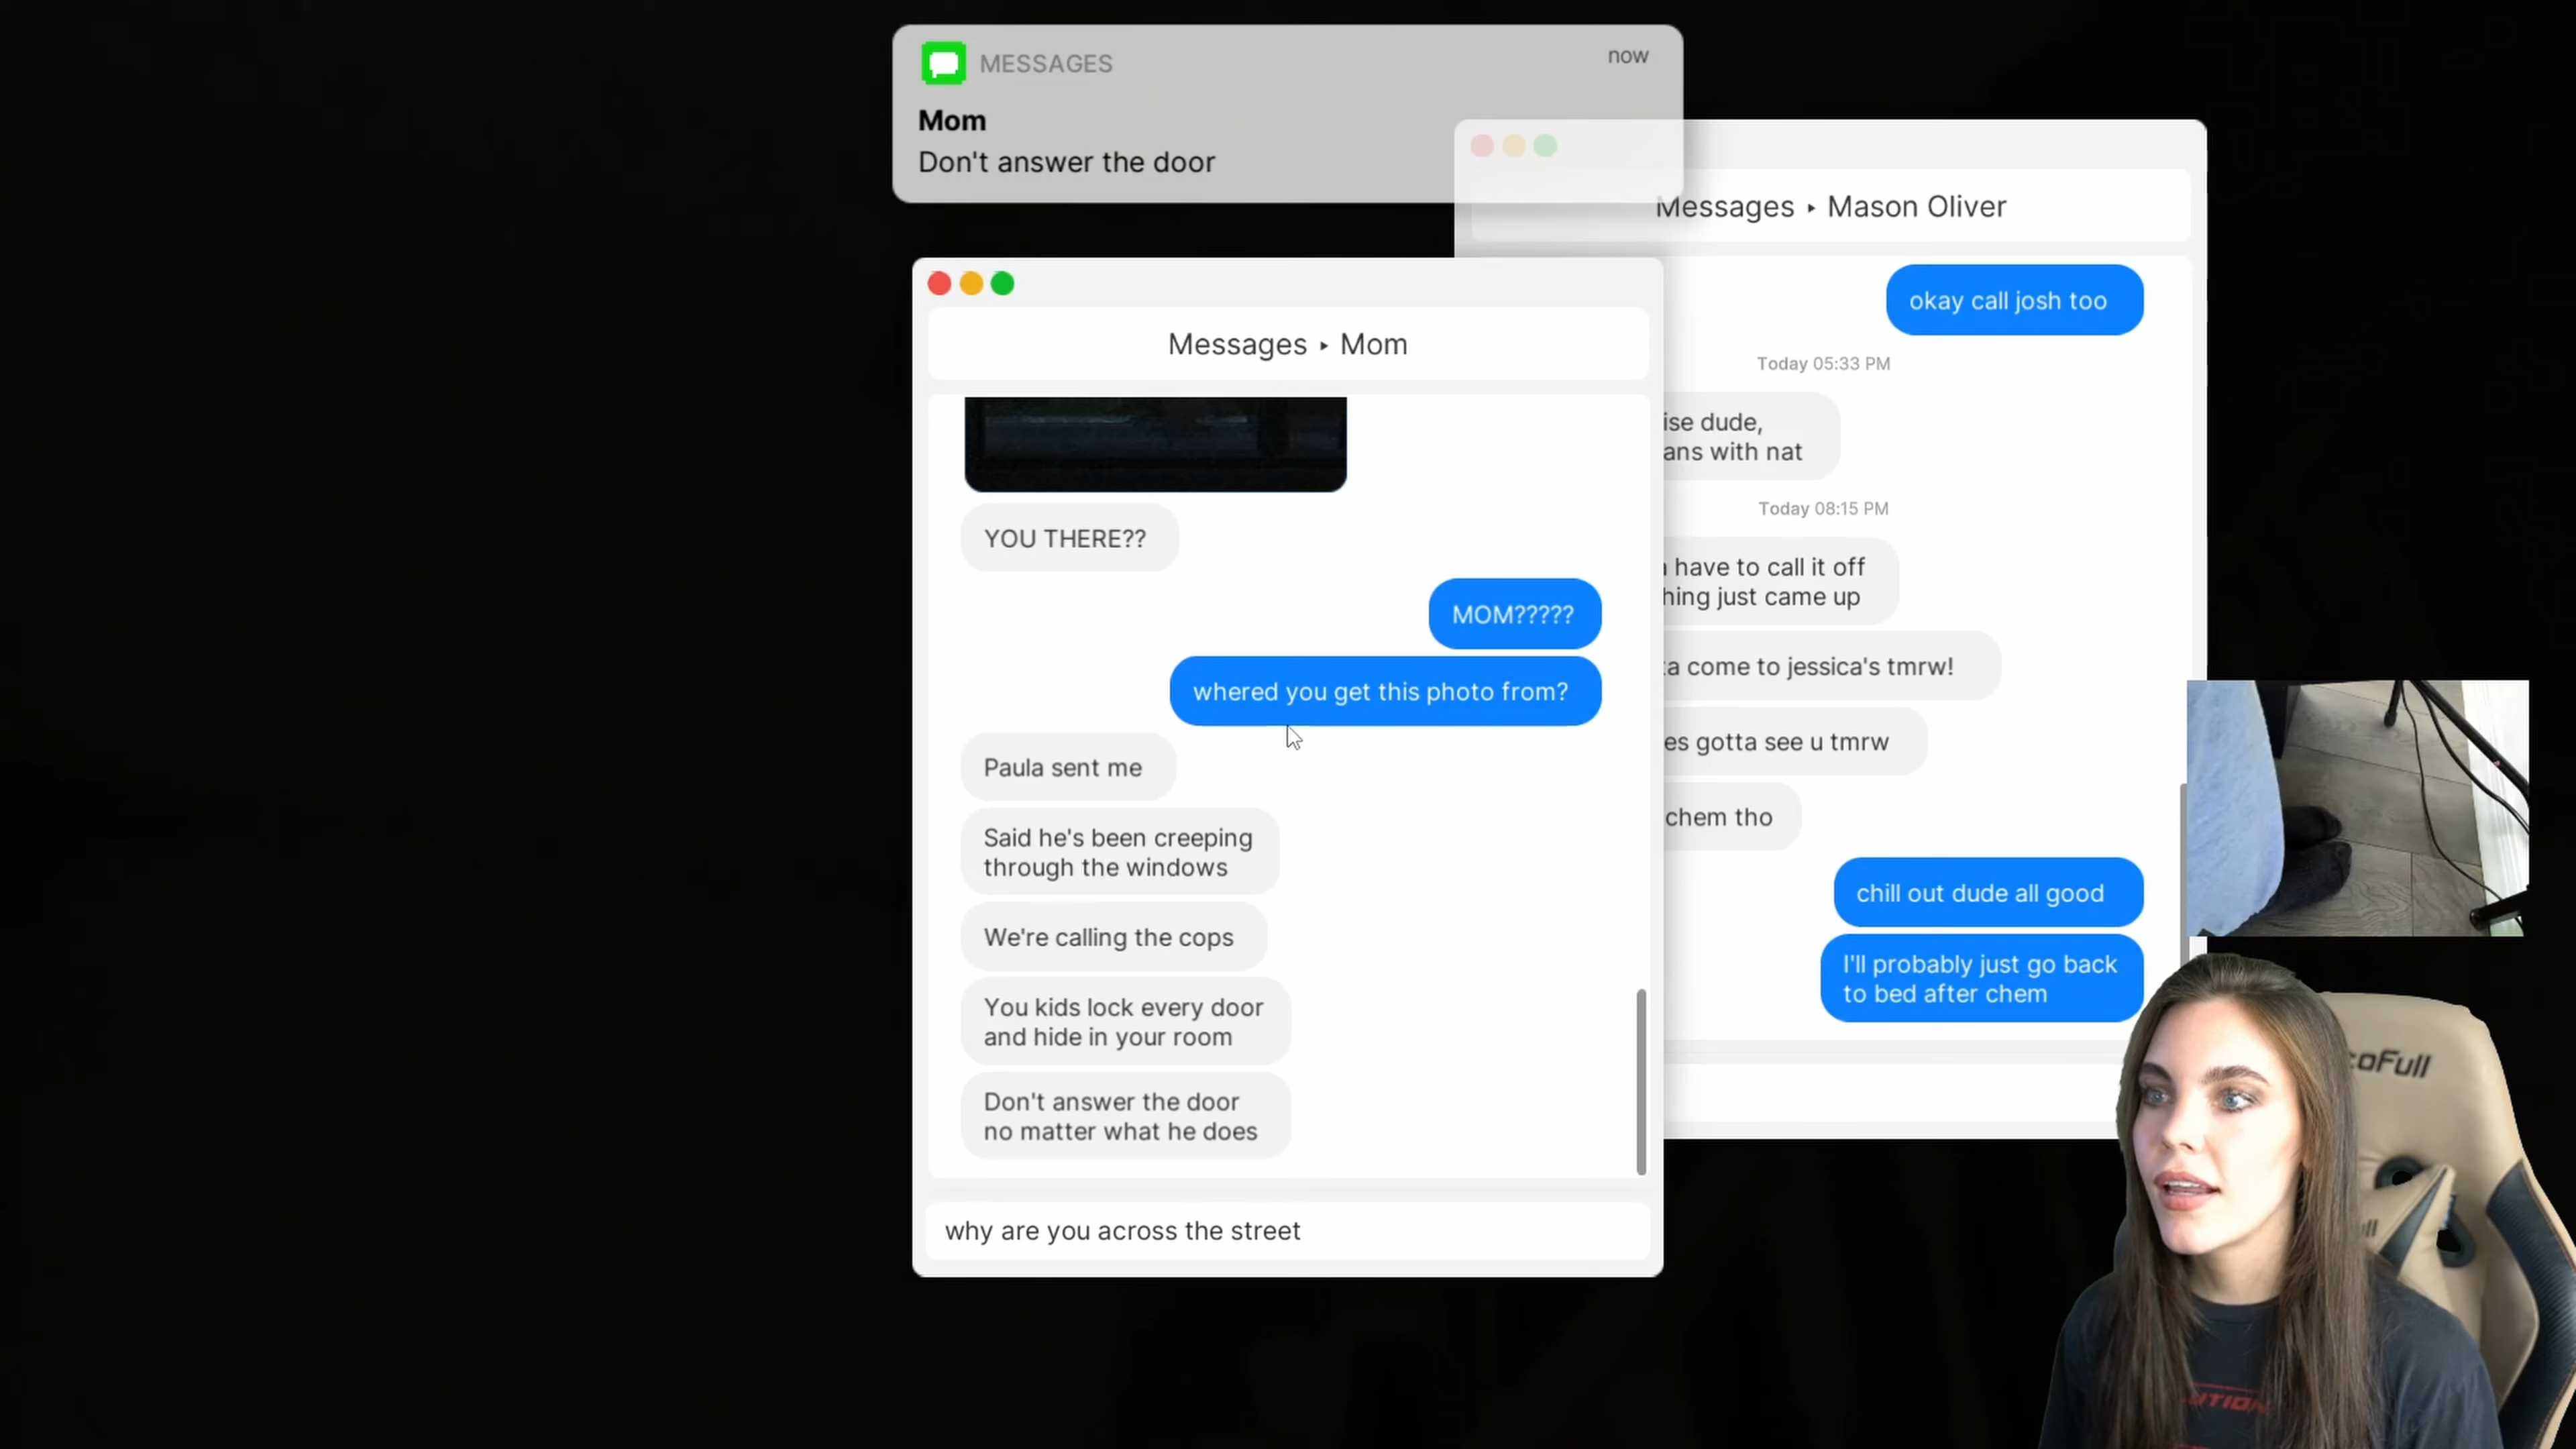 MESSAGES
now
Mom
Don't answer the door
Messages ‣ Mason Oliver
okay call josh too
Today 05:33 PM
dude,
with nat
Today 08:15 PM
have to call it off
just came up
come to jessica's tmrw!
gotta see u tmrw
chem tho
chill out dude all good
I'll probably just go back
to bed after chem
Messages ‣ Mom
YOU THERE??
MOM?????
whered you get this photo from?
Paula sent me
Said he's been creeping
through the windows
We're calling the cops
You kids lock every door
and hide in your room
Don't answer the door
no matter what he does
why are you across the street